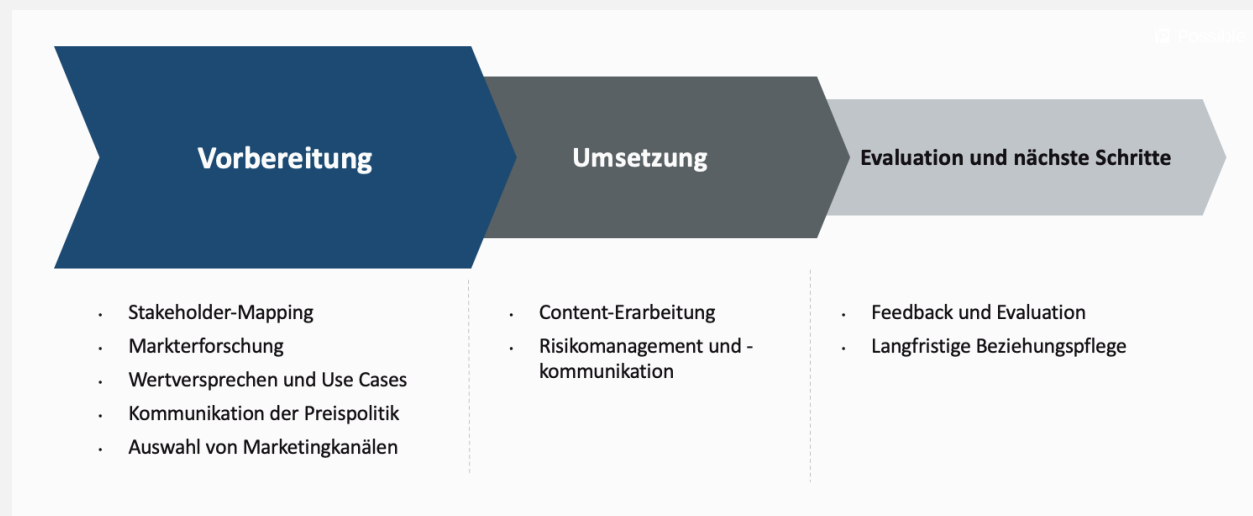 Vorbereitung
Umsetzung
Evaluation und nächste Schritte
· Stakeholder-Mapping
· Markterforschung
· Wertversprechen und Use Cases
· Kommunikation der Preispolitik
· Auswahl von Marketingkanälen
· Content-Erarbeitung
· Risikomanagement und -
kommunikation
· Feedback und Evaluation
· Langfristige Beziehungspflege